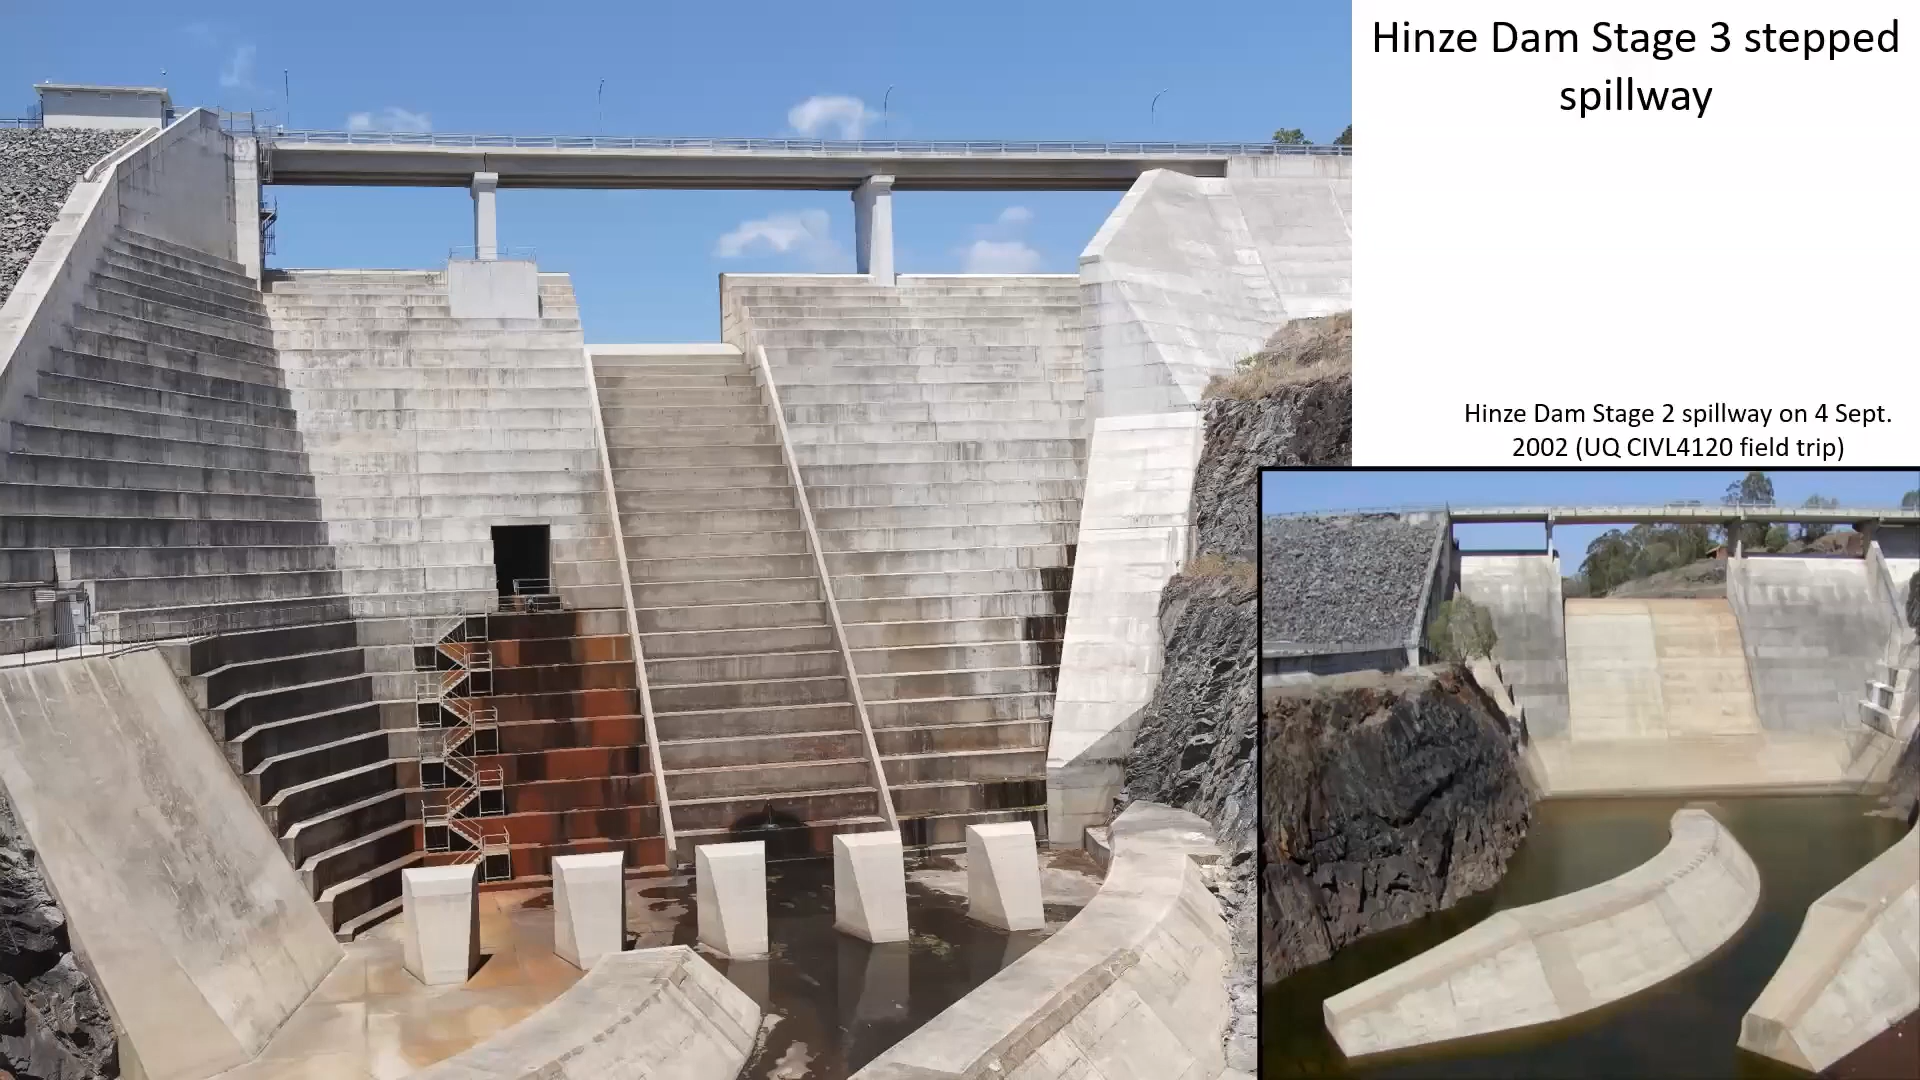 Hinze Dam Stage 3 stepped
spillway
Hinze Dam Stage 2 spillway on 4 Sept.
2002 (UQ CIVL4120 field trip)